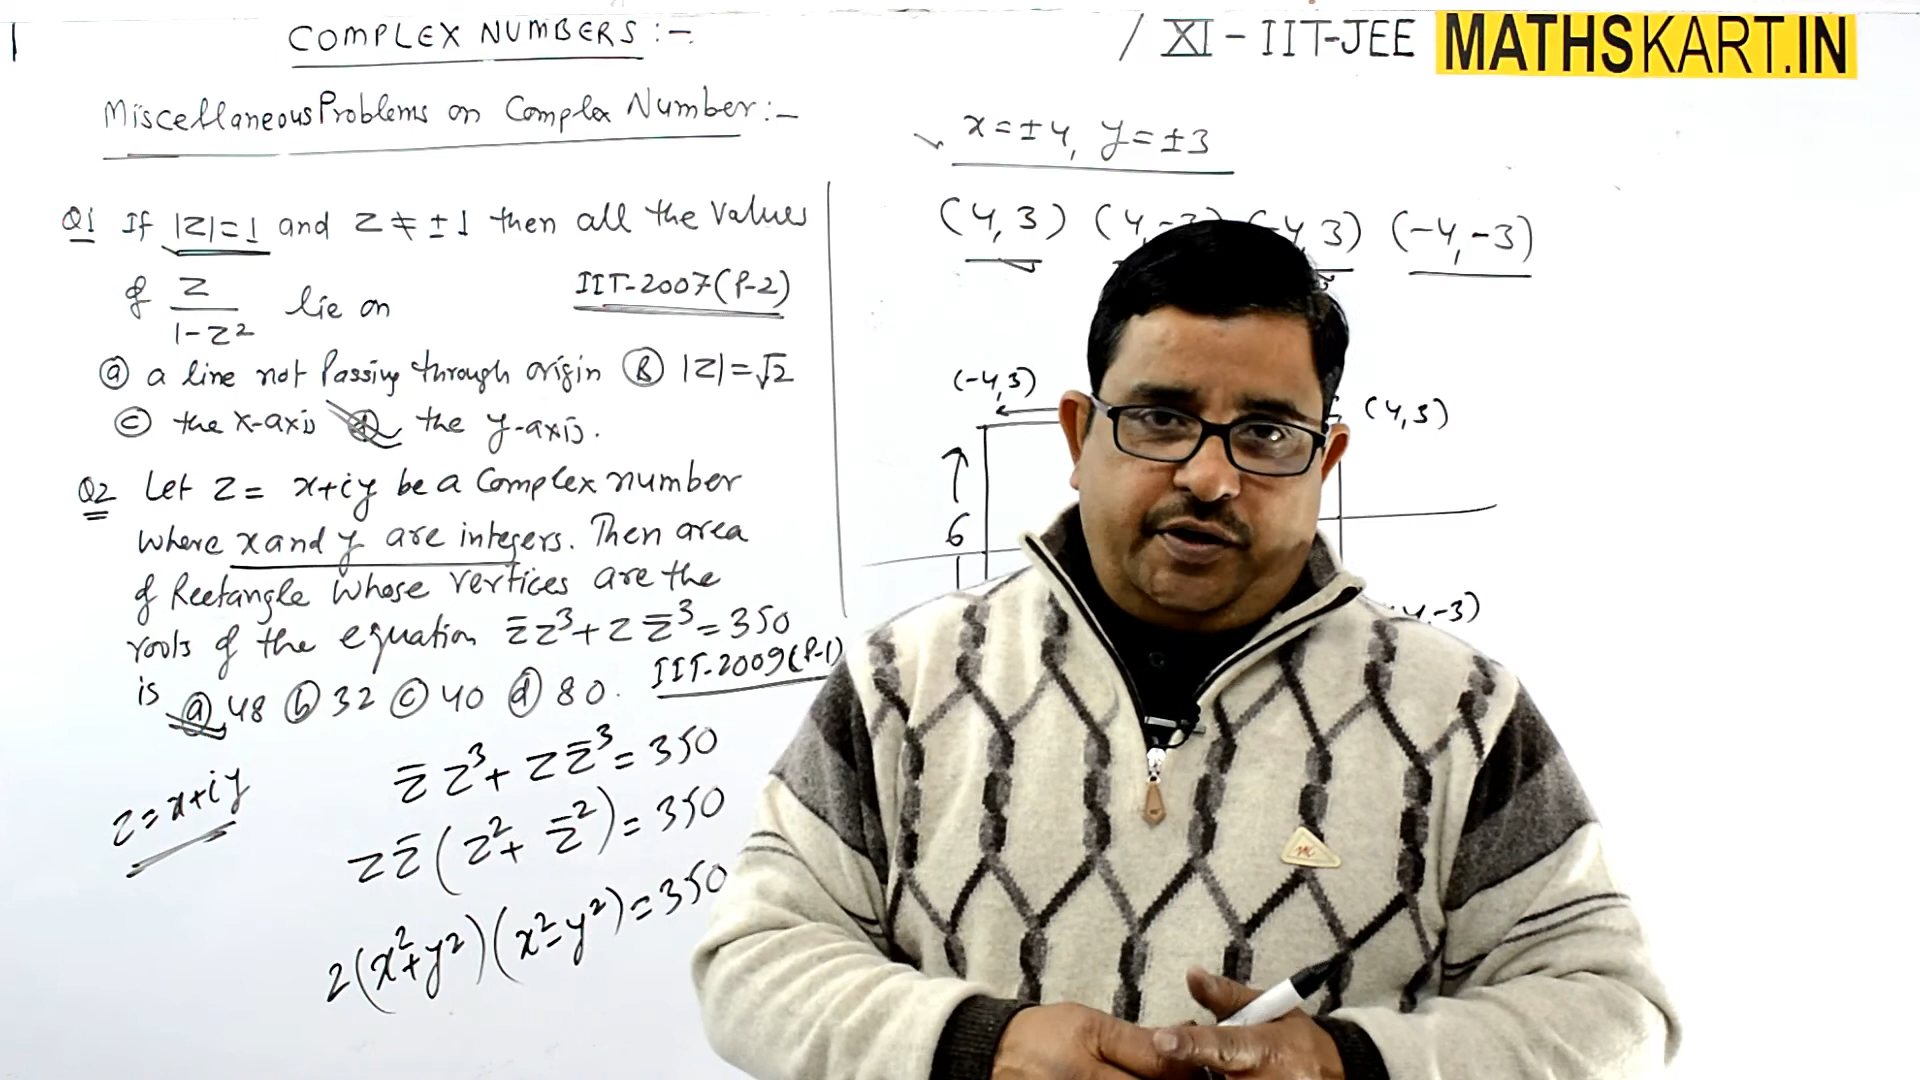 COMPLEX NUMBERS :-
/ XI - IIT-JEE MATHSKART.IN
Miscellaneous Problems on Complex Number:-
Q1 If |z|=1 and z ≠ ±1 then all the values
of z/(1-z²) lie on IIT-2007(P-2)
ⓐ a line not Passing through origin Ⓑ |z|=√2
ⓒ the x-axis ⓓ the y-axis.
Q2 Let z = x+iy be a Complex number
where x and y are integers. Then area
of Rectangle whose vertices are the
roots of the equation z̄z³+zz̄³=350
is ⓐ 48 ⓑ 32 ⓒ 40 ⓓ 80. IIT-2009(P-1)
z=x+iy
z̄z³+zz̄³=350
zz̄(z²+z̄²)=350
2(x²+y²)(x²-y²)=350
x=±4, y=±3
(4,3) (4,-3) (-4,3) (-4,-3)
(-4,3) (4,3)
6
,-3)